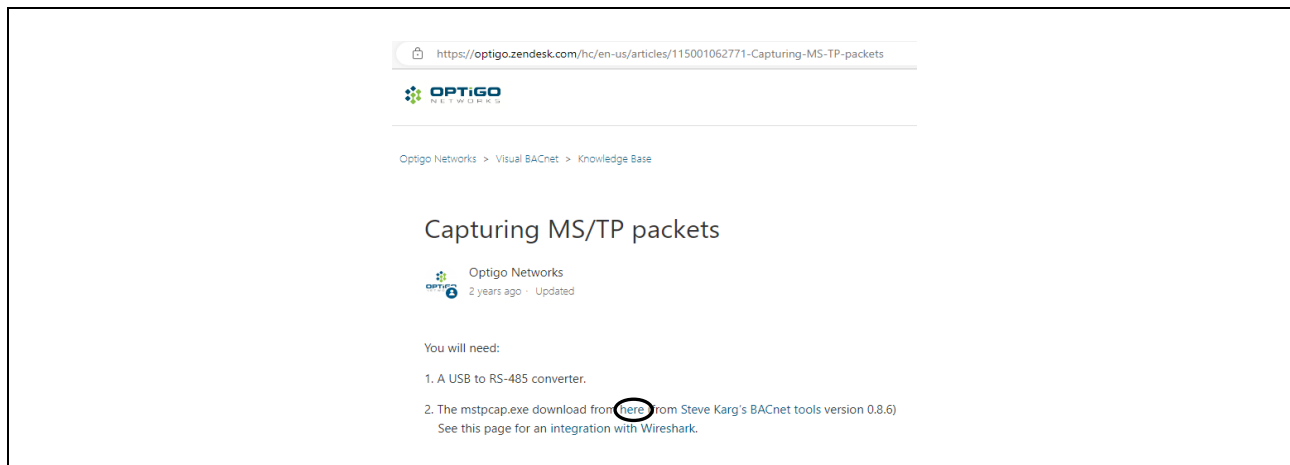 https://optigo.zendesk.com/hc/en-us/articles/115001062771-Capturing-MS-TP-packets
OPTiGO
NETWORKS
Optigo Networks > Visual BACnet > Knowledge Base
Capturing MS/TP packets
OPTiGO
Optigo Networks
2 years ago · Updated
You will need:
1. A USB to RS-485 converter.
2. The mstpcap.exe download from here (from Steve Karg's BACnet tools version 0.8.6)
See this page for an integration with Wireshark.